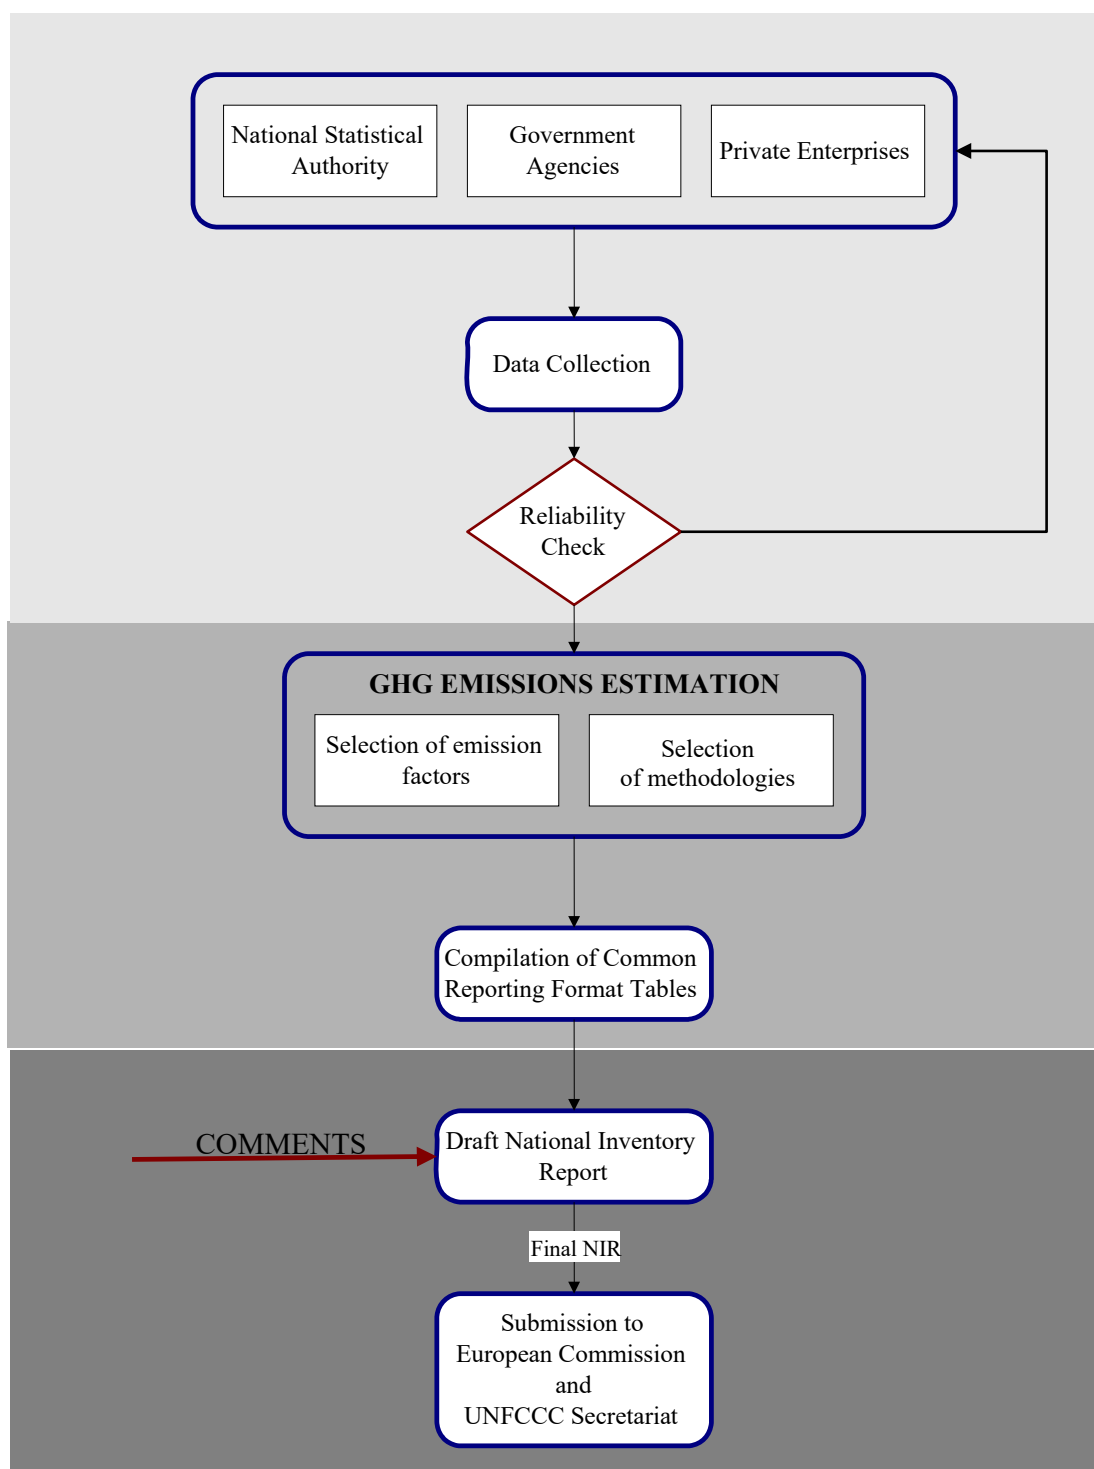 National Statistical
Authority
Government
Agencies
Private Enterprises
Data Collection
Reliability
Check
GHG EMISSIONS ESTIMATION
Selection of emission
factors
Selection
of methodologies
Compilation of Common
Reporting Format Tables
COMMENTS
Draft National Inventory
Report
Final NIR
Submission to
European Commission
and
UNFCCC Secretariat